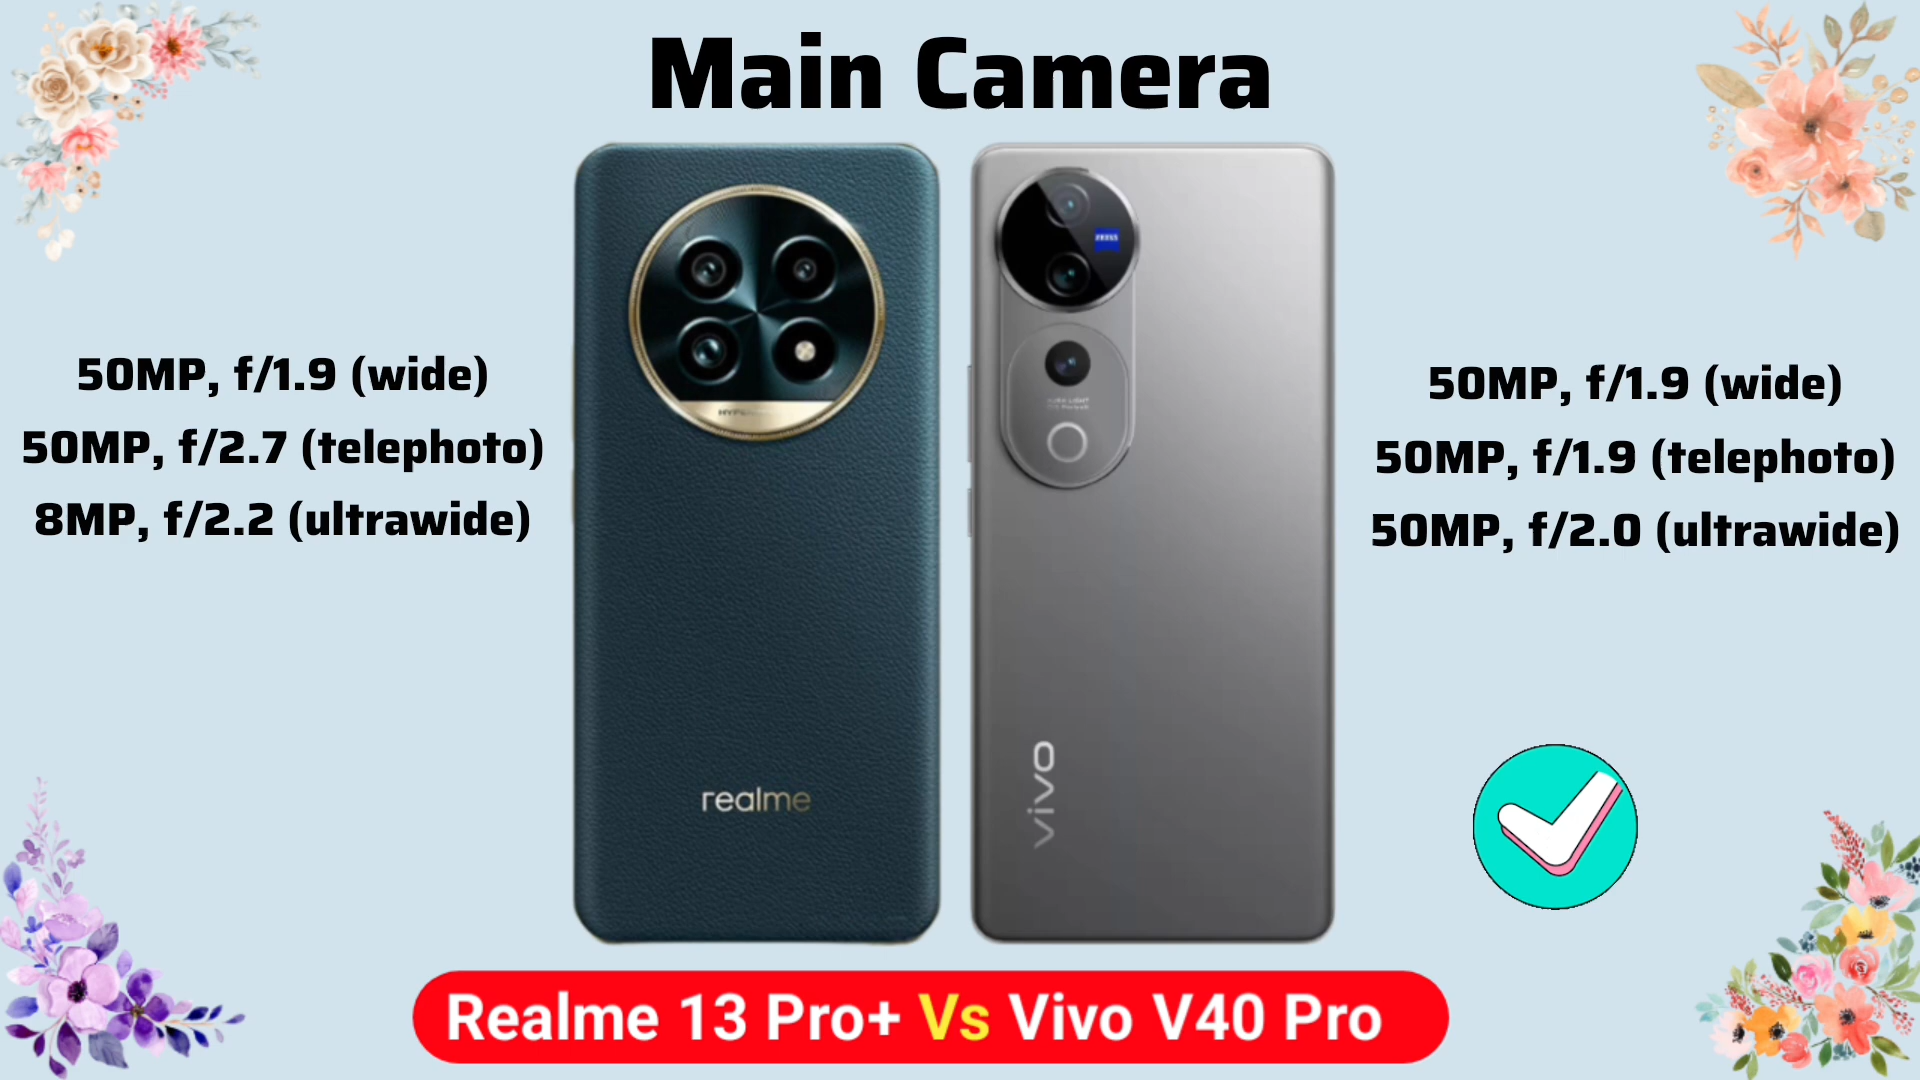 Main Camera
50MP, f/1.9 (wide)
50MP, f/2.7 (telephoto)
8MP, f/2.2 (ultrawide)
realme
ZEISS
vivo
50MP, f/1.9 (wide)
50MP, f/1.9 (telephoto)
50MP, f/2.0 (ultrawide)
Realme 13 Pro+ Vs Vivo V40 Pro